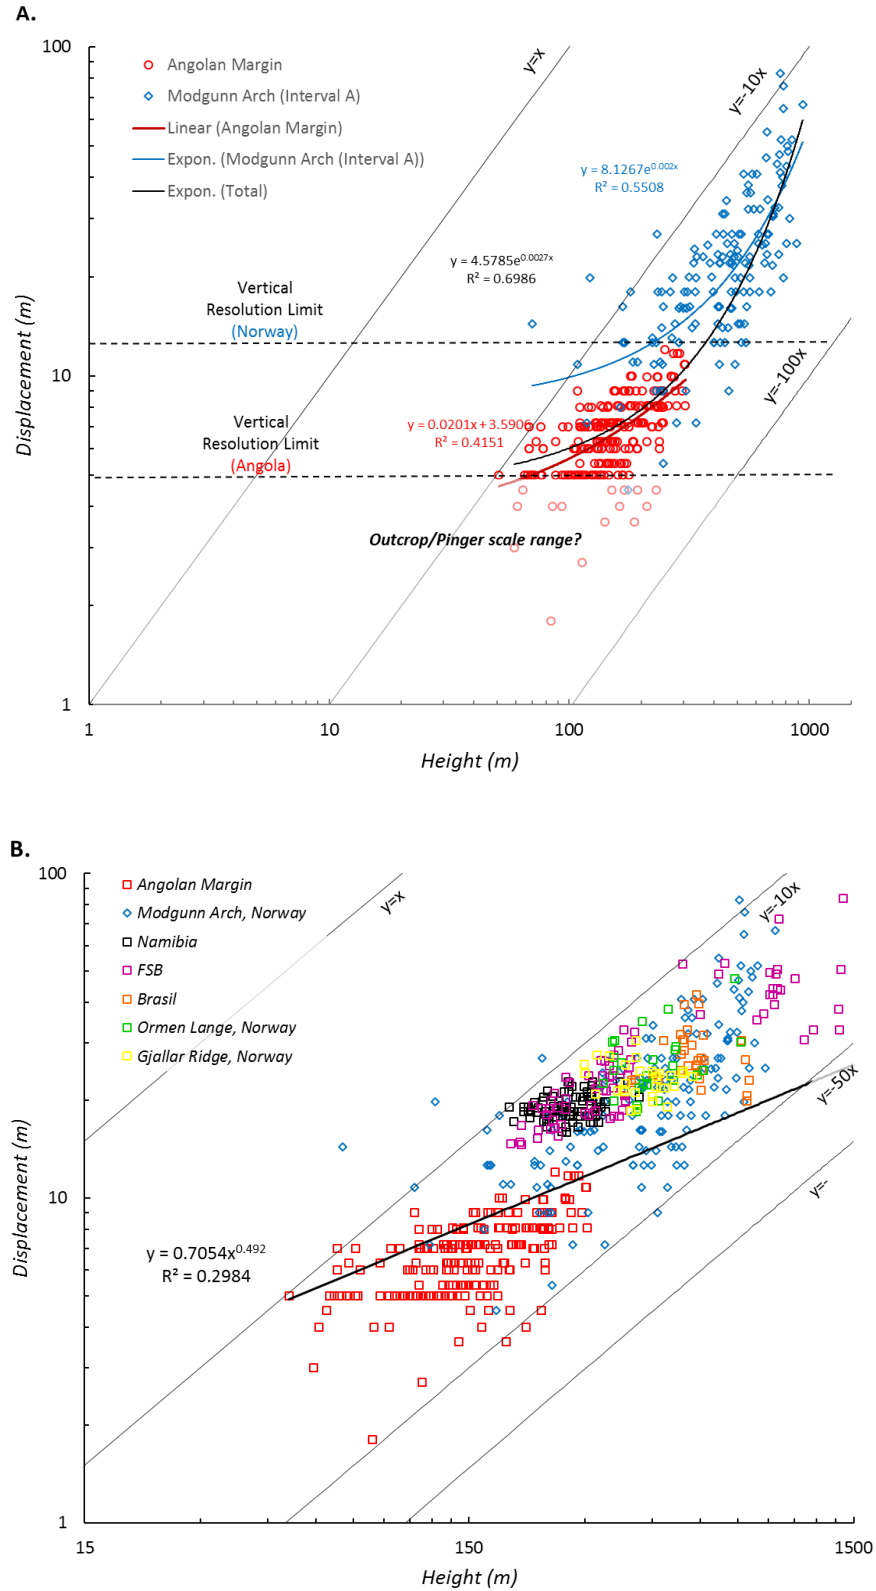 A.
100
Angolan Margin
Modgunn Arch (Interval A)
Linear (Angolan Margin)
Expon. (Modgunn Arch (Interval A))
Expon. (Total)
y=x
y=-10x
y = 8.1267e^0.002x
R² = 0.5508
y = 4.5785e^0.0027x
R² = 0.6986
Vertical
Resolution Limit
(Norway)
10
y=-100x
Vertical
Resolution Limit
(Angola)
y = 0.0201x + 3.5906
R² = 0.4151
Outcrop/Pinger scale range?
Displacement (m)
1
1
10
100
1000
Height (m)
B.
100
Angolan Margin
Modgunn Arch, Norway
Namibia
FSB
Brasil
Ormen Lange, Norway
Gjallar Ridge, Norway
y=x
y=-10x
y=-50x
y=-
10
y = 0.7054x^0.492
R² = 0.2984
Displacement (m)
1
15
150
1500
Height (m)